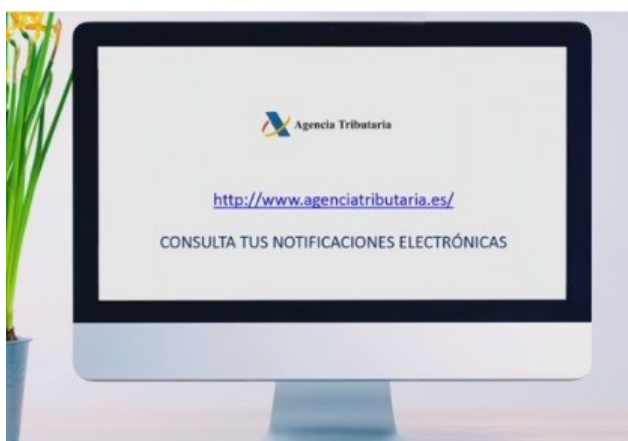 Agencia Tributaria
http://www.agenciatributaria.es/
CONSULTA TUS NOTIFICACIONES ELECTRÓNICAS